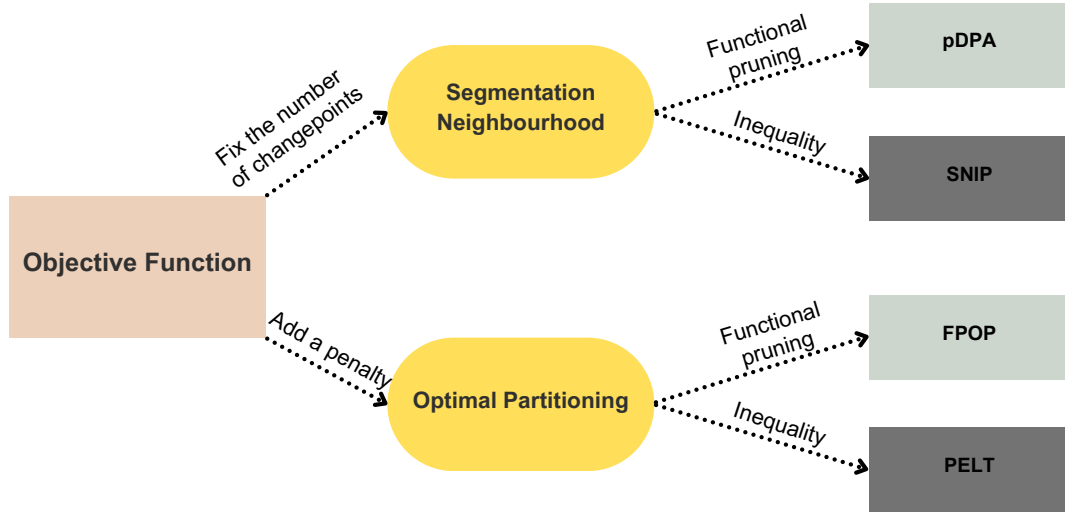 Objective Function
Fix the number
of changepoints
Segmentation
Neighbourhood
Functional
pruning
pDPA
Inequality
SNIP
Add a penalty
Optimal Partitioning
Functional
pruning
FPOP
Inequality
PELT